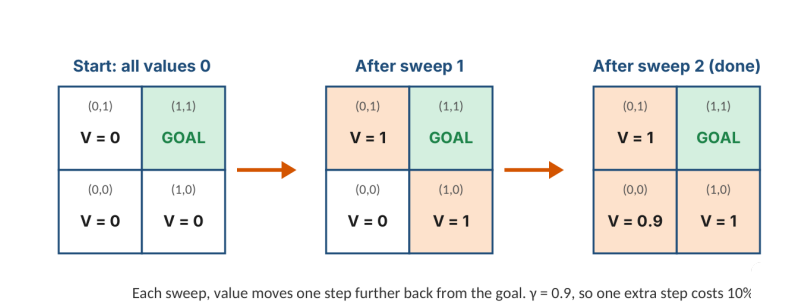 Start: all values 0
After sweep 1
After sweep 2 (done)
(0,1)
(1,1)
(0,1)
(1,1)
(0,1)
(1,1)
V = 0
GOAL
V = 1
GOAL
V = 1
GOAL
(0,0)
(1,0)
(0,0)
(1,0)
(0,0)
(1,0)
V = 0
V = 0
V = 0
V = 1
V = 0.9
V = 1
Each sweep, value moves one step further back from the goal. γ = 0.9, so one extra step costs 10%